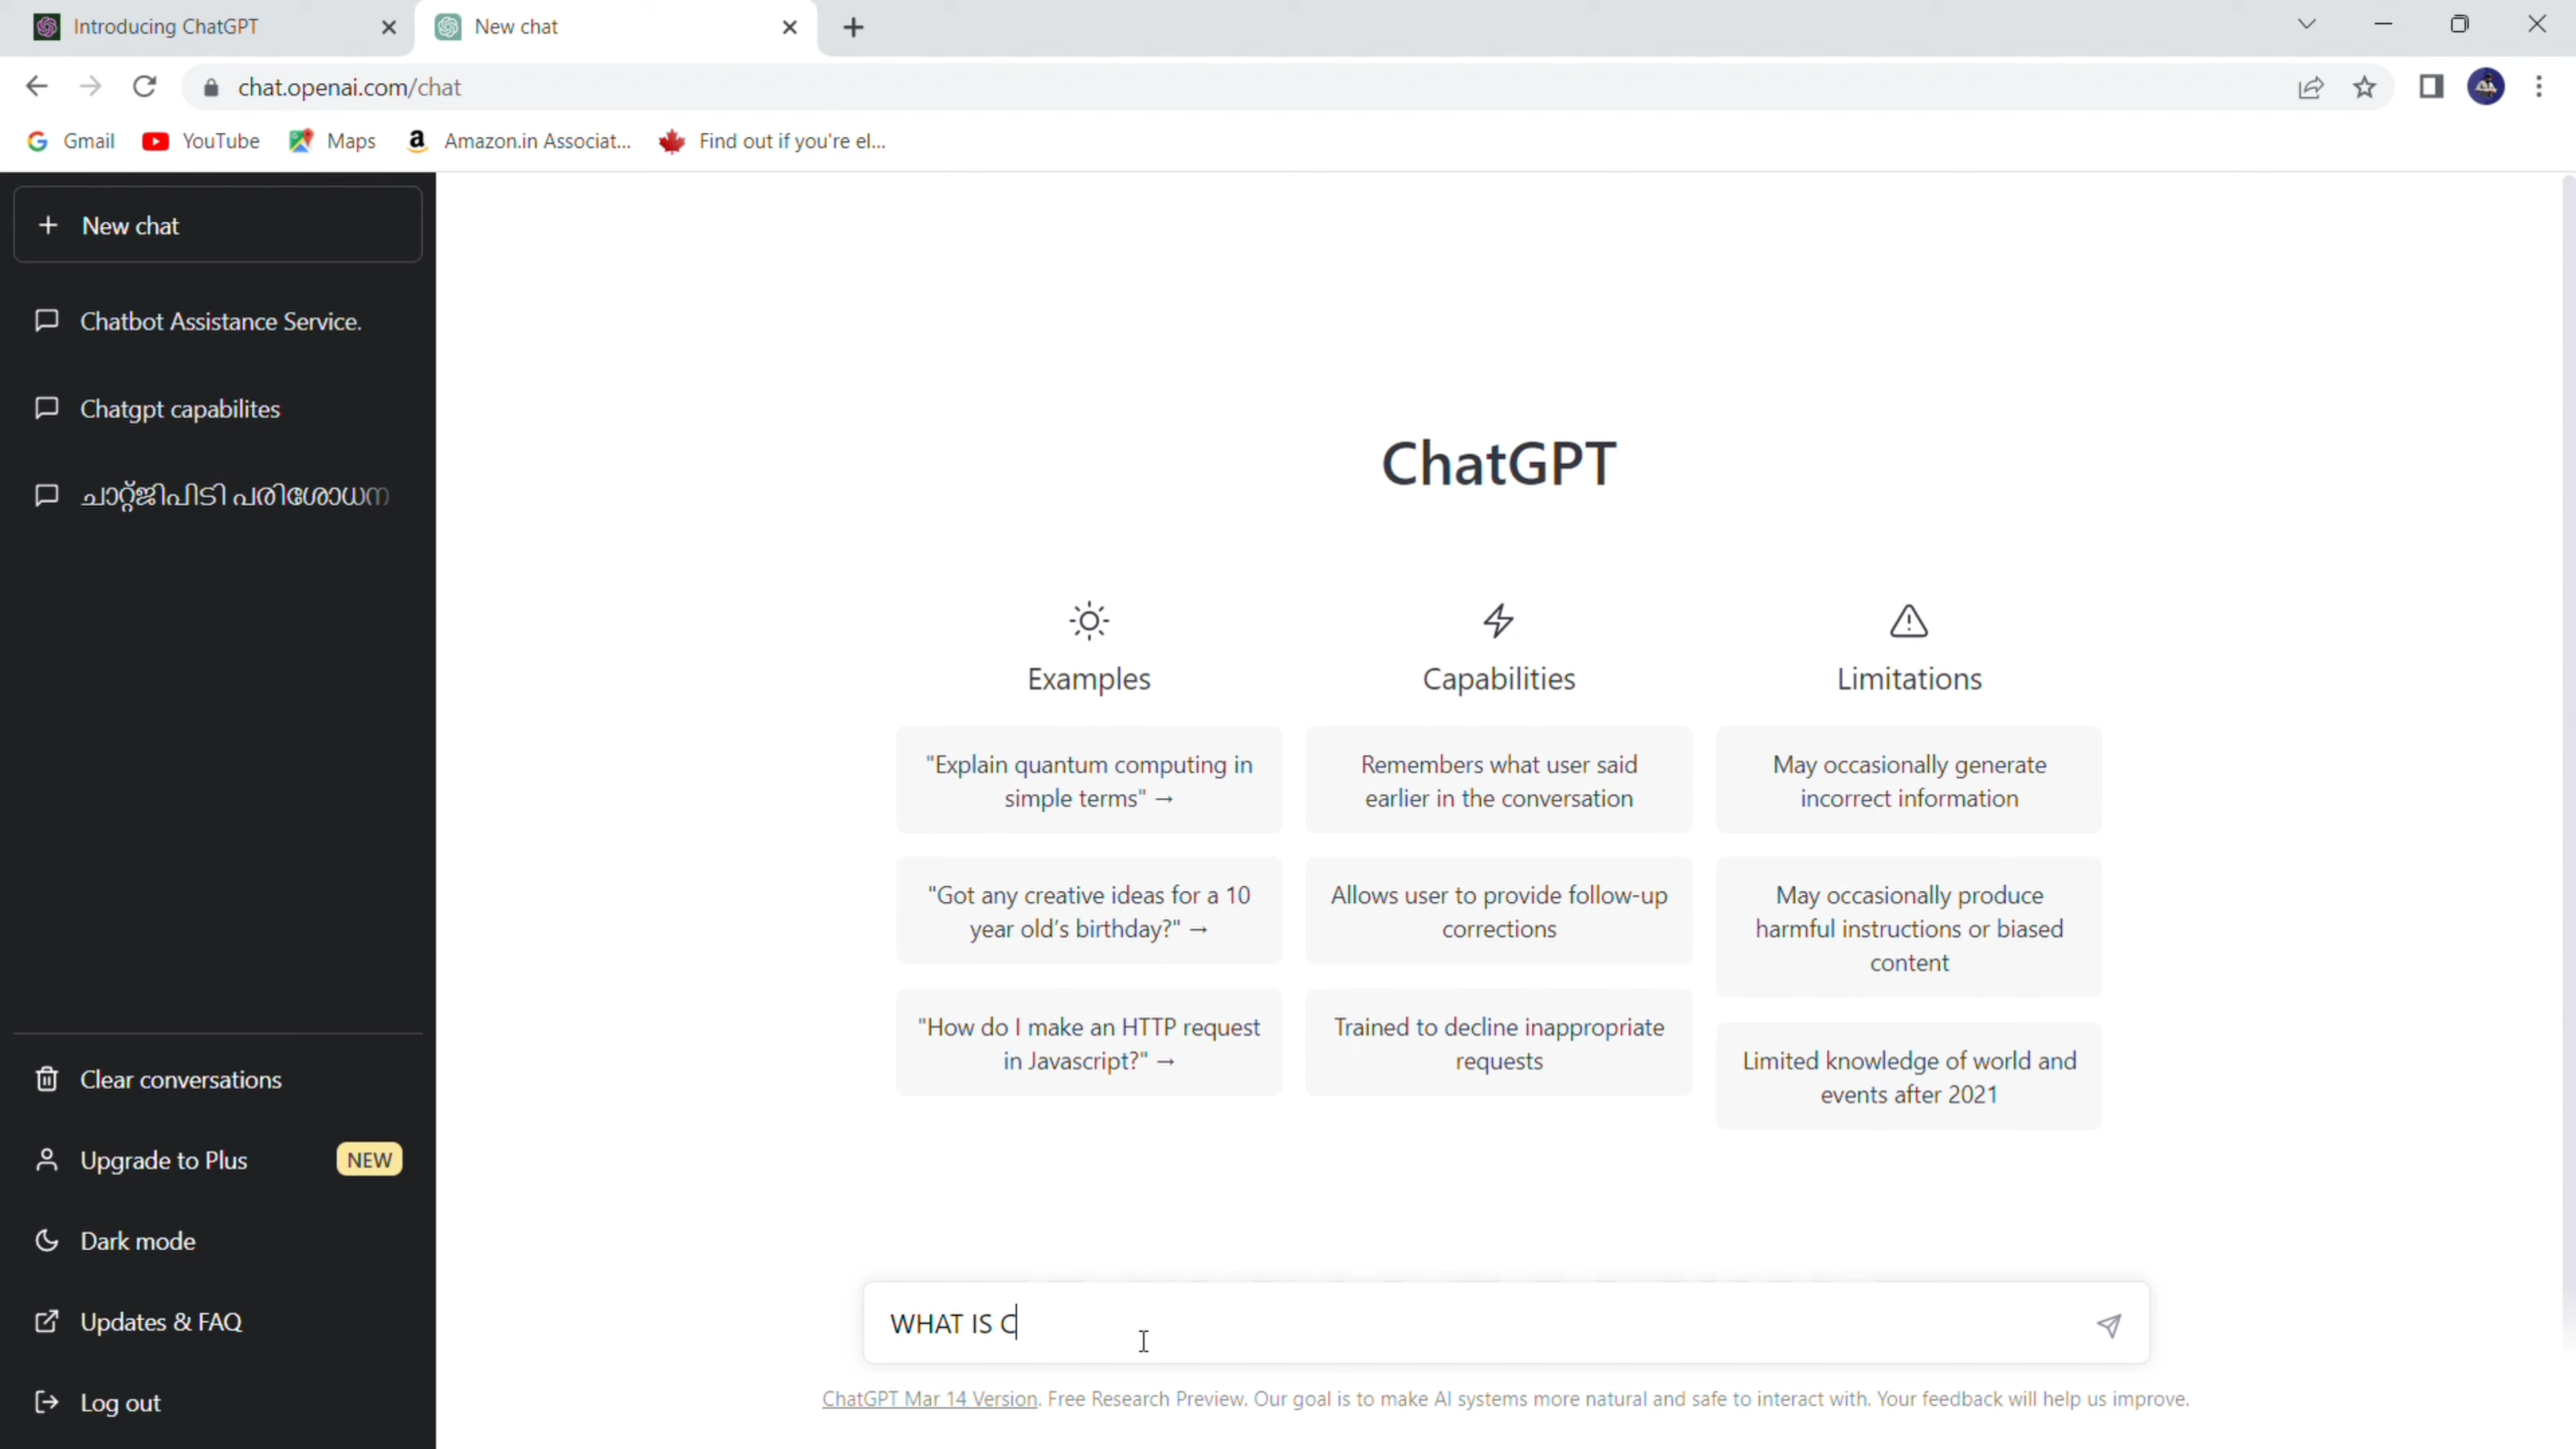 Introducing ChatGPT
New chat
chat.openai.com/chat
Gmail
YouTube
Maps
Amazon.in Associat...
Find out if you're el...
New chat
Chatbot Assistance Service.
Chatgpt capabilites
ചാറ്റ്ജിപിടി പരിശോധന
Clear conversations
Upgrade to Plus NEW
Dark mode
Updates & FAQ
Log out
ChatGPT
Examples
"Explain quantum computing in
simple terms" →
"Got any creative ideas for a 10
year old's birthday?" →
"How do I make an HTTP request
in Javascript?" →
Capabilities
Remembers what user said
earlier in the conversation
Allows user to provide follow-up
corrections
Trained to decline inappropriate
requests
Limitations
May occasionally generate
incorrect information
May occasionally produce
harmful instructions or biased
content
Limited knowledge of world and
events after 2021
WHAT IS C
ChatGPT Mar 14 Version. Free Research Preview. Our goal is to make AI systems more natural and safe to interact with. Your feedback will help us improve.